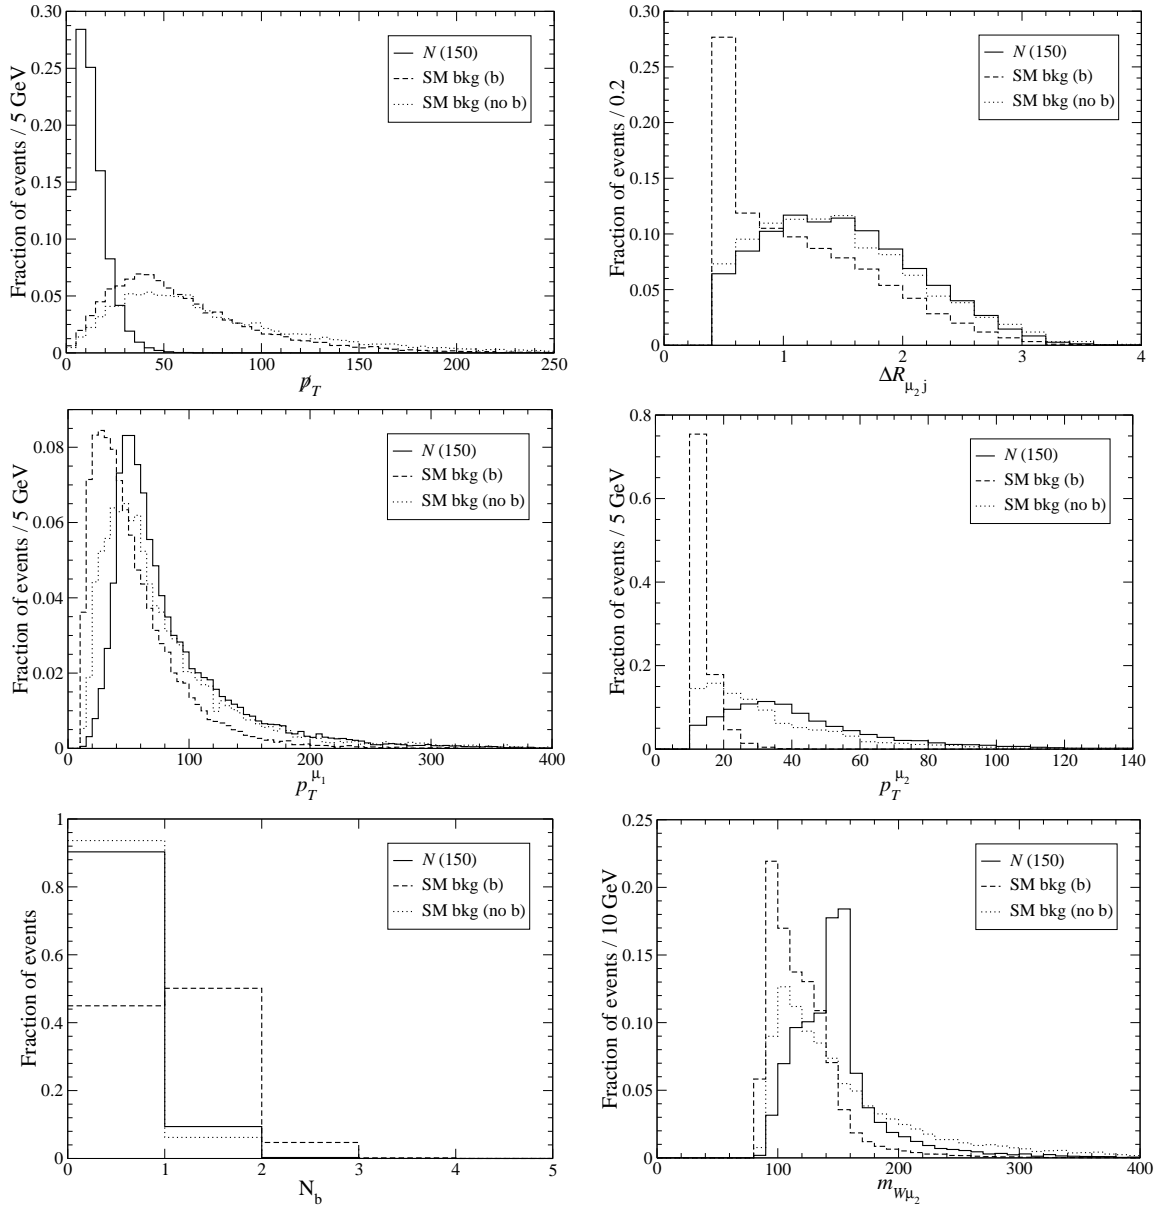 0.30
0.25
0.20
0.15
0.10
0.05
0
Fraction of events / 5 GeV
N (150)
SM bkg (b)
SM bkg (no b)
0 50 100 150 200 250
p̸_T
0.30
0.25
0.20
0.15
0.10
0.05
0
Fraction of events / 0.2
N (150)
SM bkg (b)
SM bkg (no b)
0 1 2 3 4
ΔR_μ₂ j
0.08
0.06
0.04
0.02
0
Fraction of events / 5 GeV
N (150)
SM bkg (b)
SM bkg (no b)
0 100 200 300 400
p_T^μ₁
0.8
0.6
0.4
0.2
0
Fraction of events / 5 GeV
N (150)
SM bkg (b)
SM bkg (no b)
0 20 40 60 80 100 120 140
p_T^μ₂
1
0.8
0.6
0.4
0.2
0
Fraction of events
N (150)
SM bkg (b)
SM bkg (no b)
0 1 2 3 4 5
N_b
0.25
0.20
0.15
0.10
0.05
0
Fraction of events / 10 GeV
N (150)
SM bkg (b)
SM bkg (no b)
0 100 200 300 400
m_Wμ₂